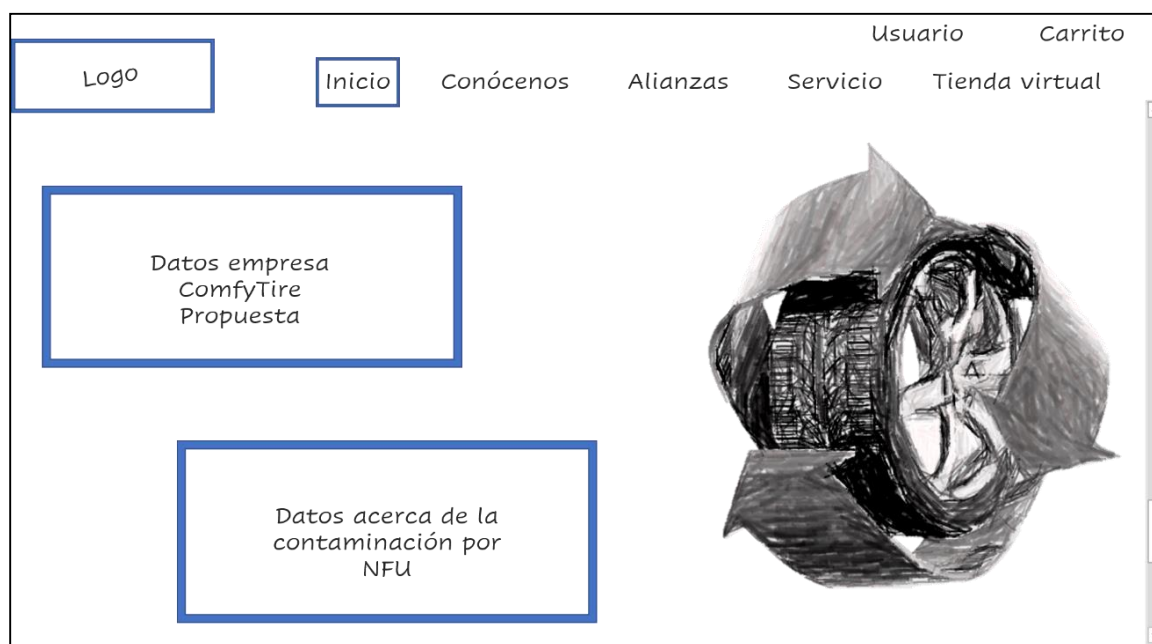 Usuario Carrito
Logo
Inicio Conócenos Alianzas Servicio Tienda virtual
Datos empresa
ComfyTire
Propuesta
Datos acerca de la
contaminación por
NFU